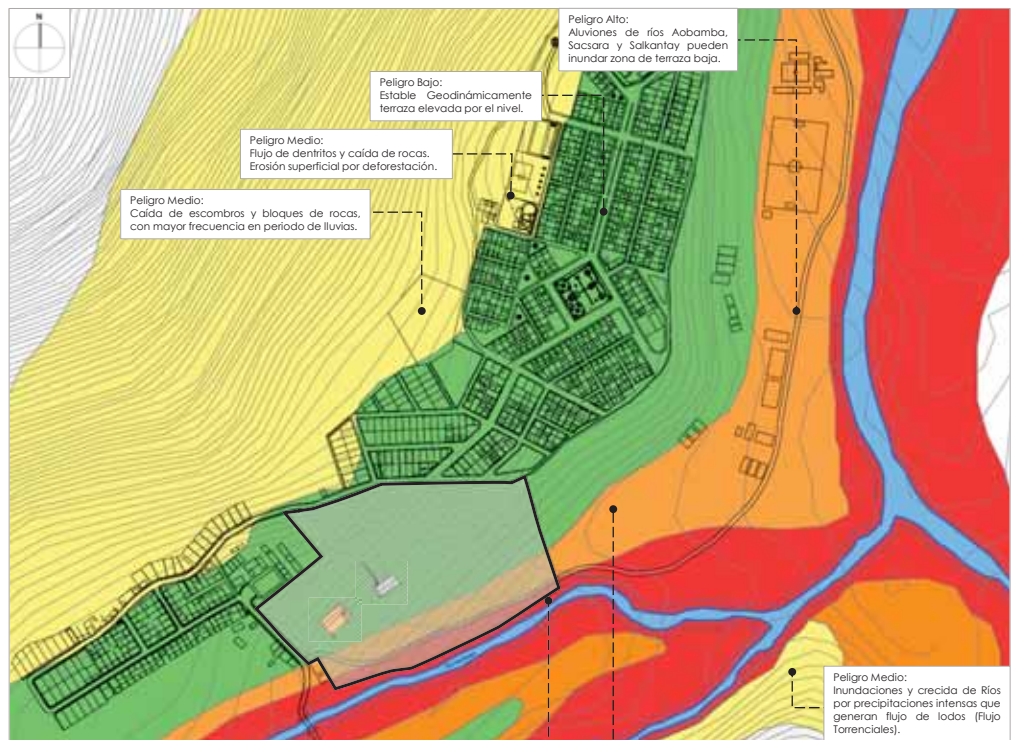 N
Peligro Alto:
Aluviones de ríos Aobamba,
Sacsara y Salkantay pueden
inundar zona de terraza baja.
Peligro Bajo:
Estable Geodinámicamente
terraza elevada por el nivel.
Peligro Medio:
Flujo de dentritos y caída de rocas.
Erosión superficial por deforestación.
Peligro Medio:
Caída de escombros y bloques de rocas,
con mayor frecuencia en periodo de lluvias.
Peligro Medio:
Inundaciones y crecida de Ríos
por precipitaciones intensas que
generan flujo de lodos (Flujo
Torrenciales).